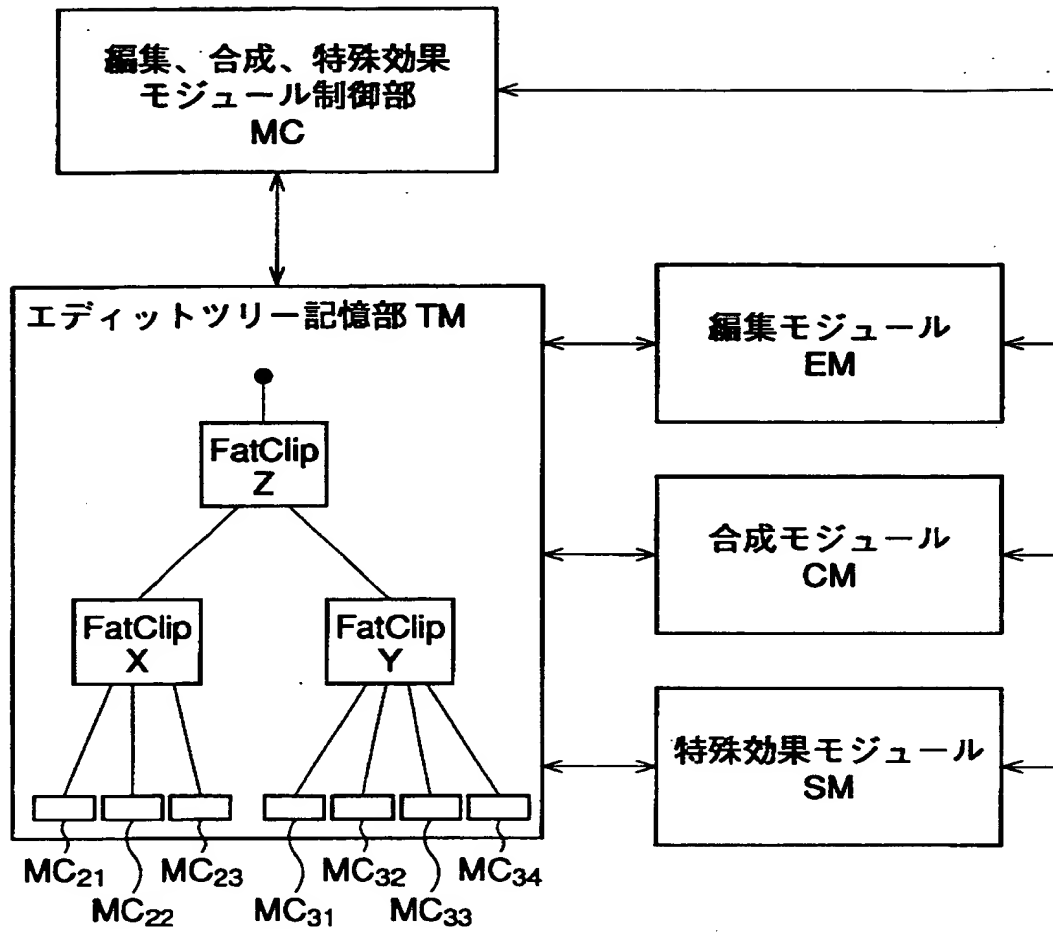 編集、合成、特殊効果
モジュール制御部
MC
エディットツリー記憶部 TM
FatClip
Z
FatClip
X
FatClip
Y
MC21
MC22
MC23
MC31
MC32
MC33
MC34
編集モジュール
EM
合成モジュール
CM
特殊効果モジュール
SM